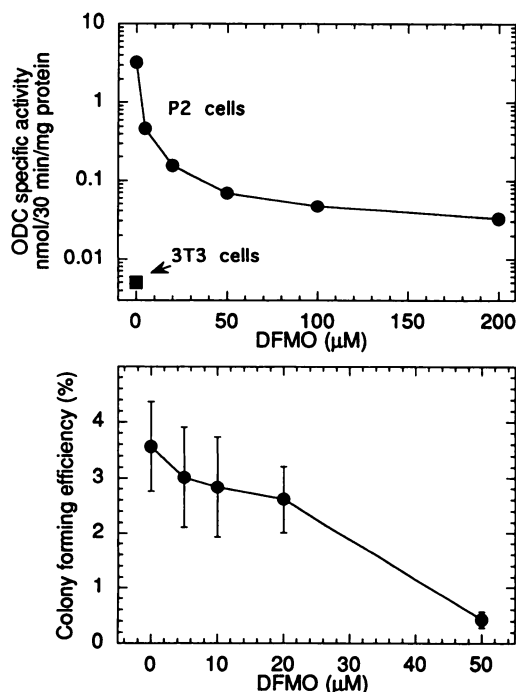 ODC specific activity
nmol/30 min/mg protein
10
1
0.1
0.01
P2 cells
3T3 cells
0
50
100
150
200
DFMO (μM)
Colony forming efficiency (%)
4
3
2
1
0
0
10
20
30
40
50
DFMO (μM)